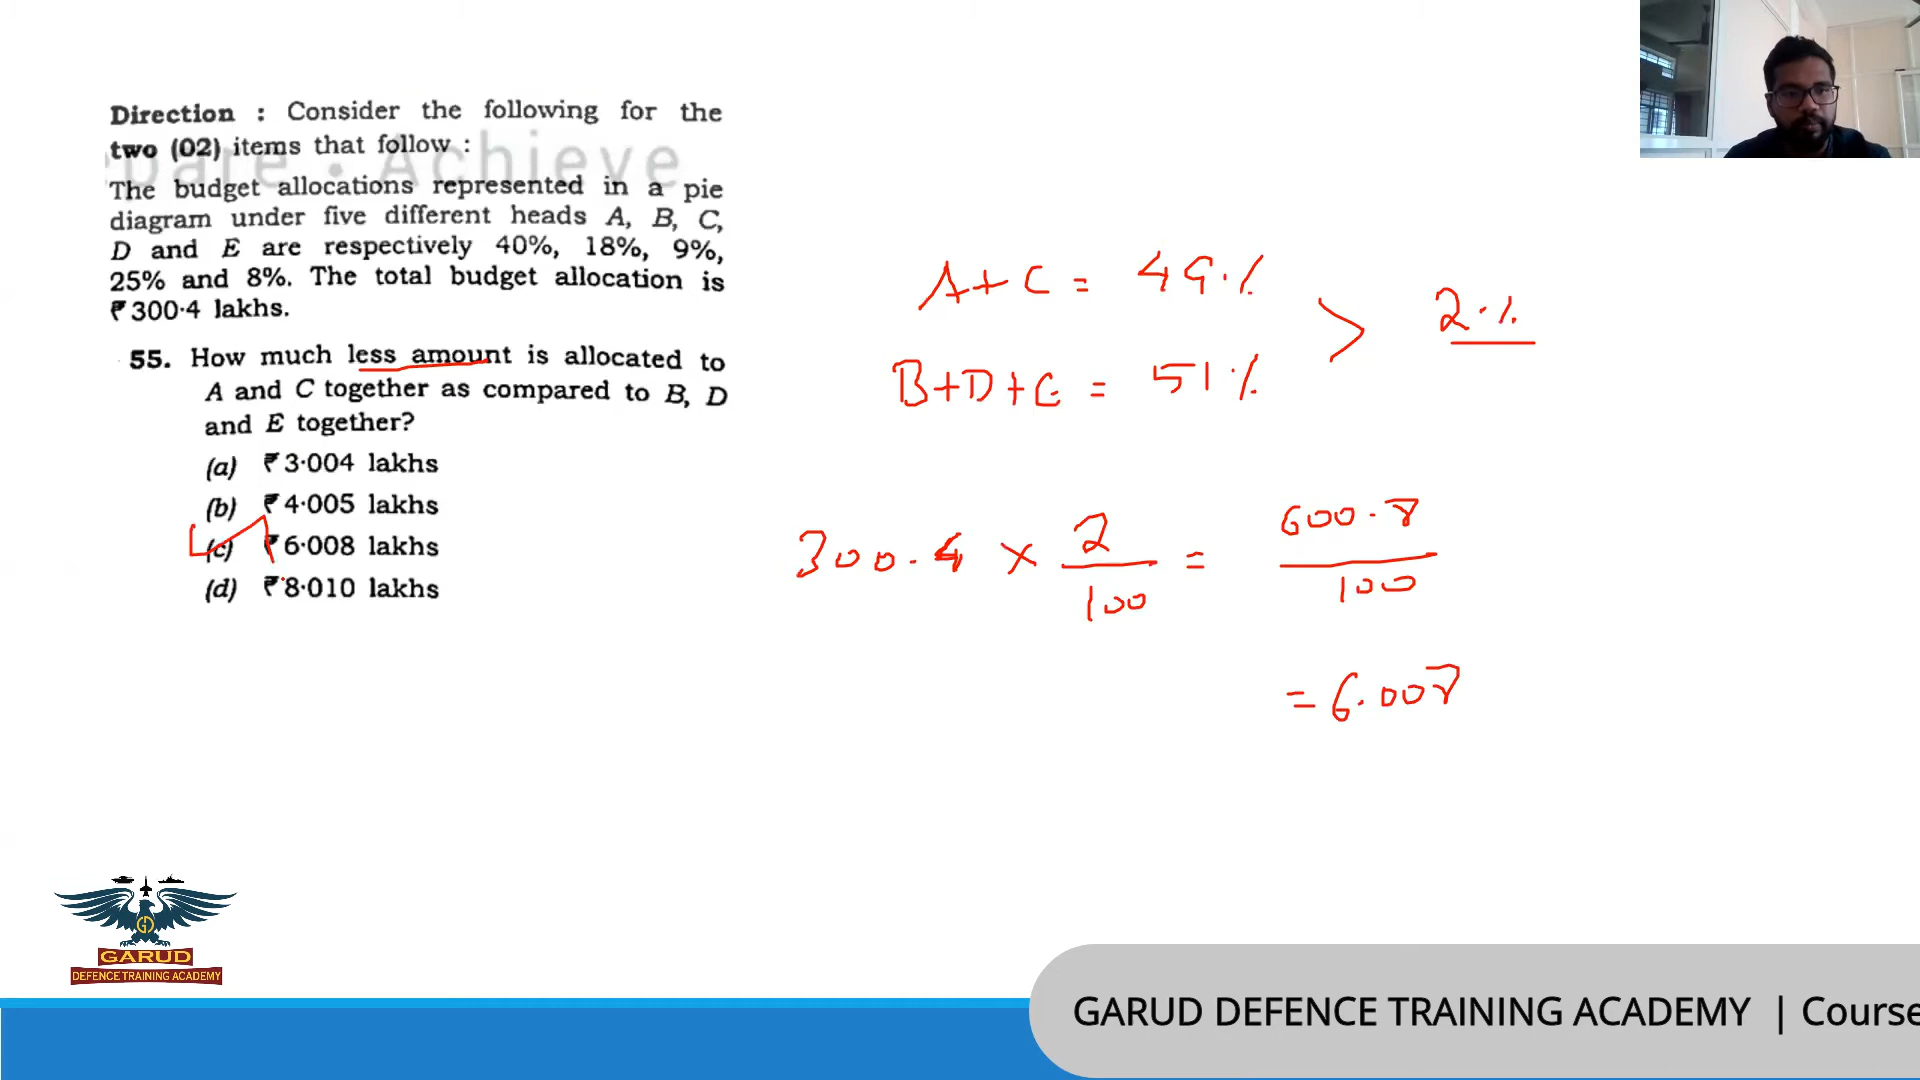 Direction : Consider the following for the
two (02) items that follow :
epare • Achieve
The budget allocations represented in a pie
diagram under five different heads A, B, C,
D and E are respectively 40%, 18%, 9%,
25% and 8%. The total budget allocation is
₹ 300·4 lakhs.
55. How much less amount is allocated to
A and C together as compared to B, D
and E together?
(a) ₹ 3·004 lakhs
(b) ₹ 4·005 lakhs
(c) ₹ 6·008 lakhs
(d) ₹ 8·010 lakhs
A + C = 49%
B + D + E = 51%
> 2%
300.4 × 2/100 = 600.8/100
= 6.008
GD
GARUD
DEFENCE TRAINING ACADEMY
GARUD DEFENCE TRAINING ACADEMY | Course